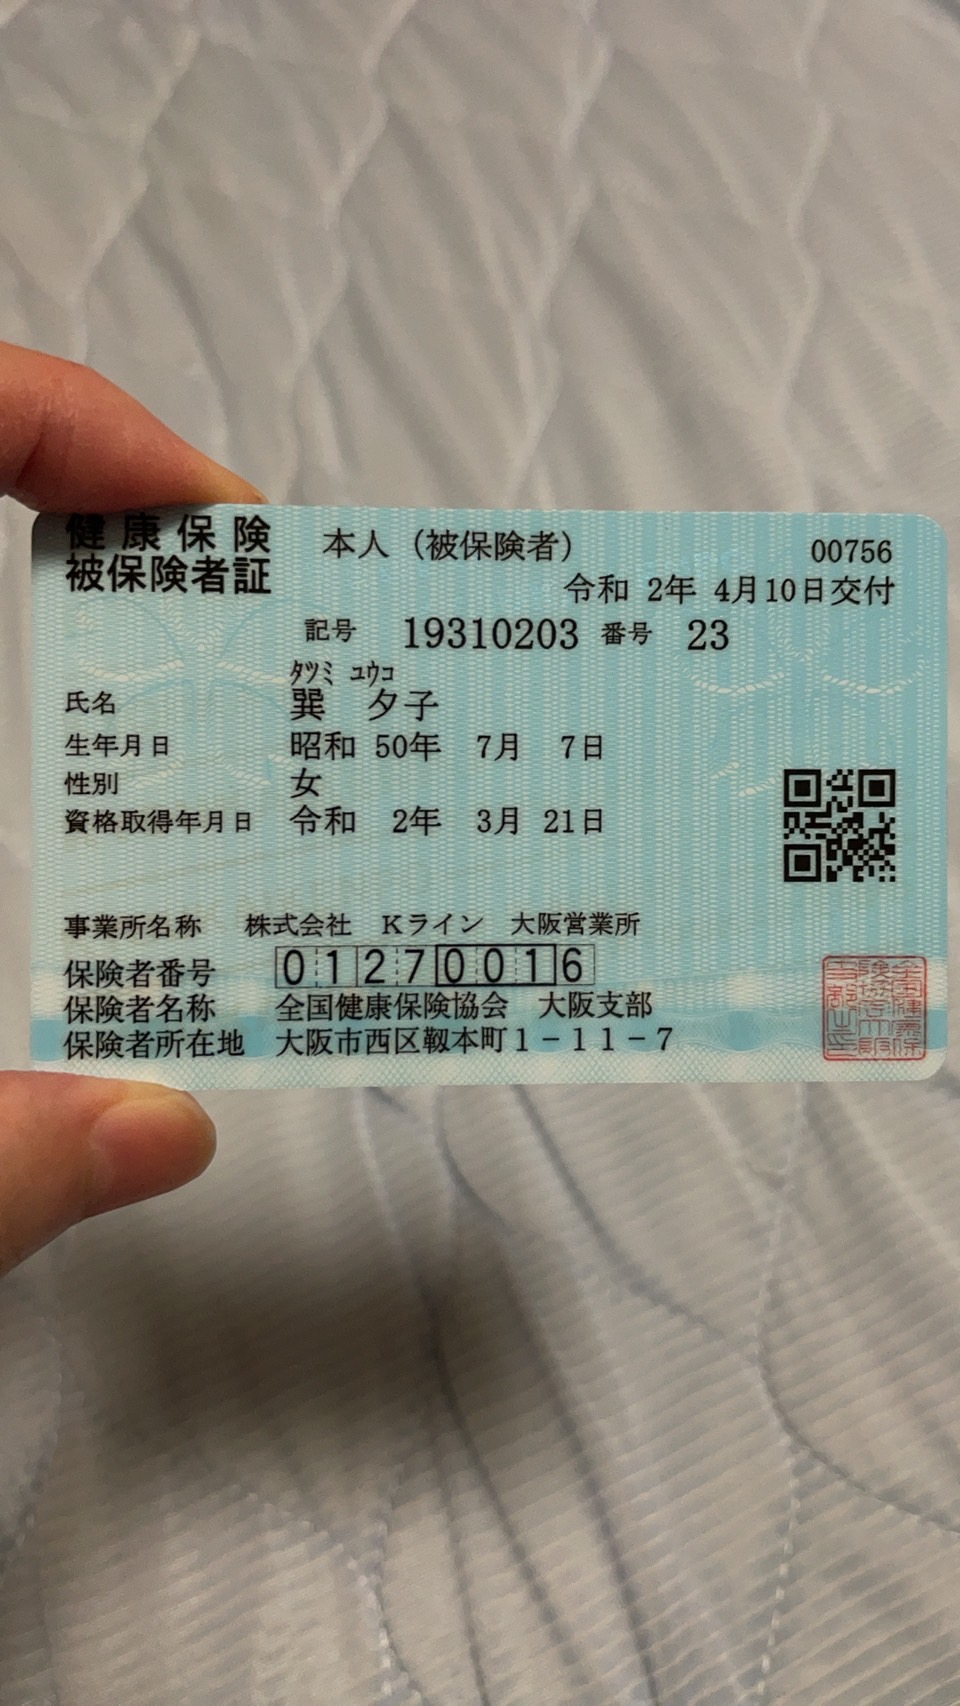 健康保険
被保険者証
本人（被保険者）
00756
令和 2年 4月10日交付
記号 19310203 番号 23
ﾀﾂﾐ ﾕｳｺ
氏名 巽 夕子
生年月日 昭和 50年 7月 7日
性別 女
資格取得年月日 令和 2年 3月 21日
事業所名称 株式会社 Kライン 大阪営業所
保険者番号 01270016
保険者名称 全国健康保険協会 大阪支部
保険者所在地 大阪市西区靱本町1－11－7